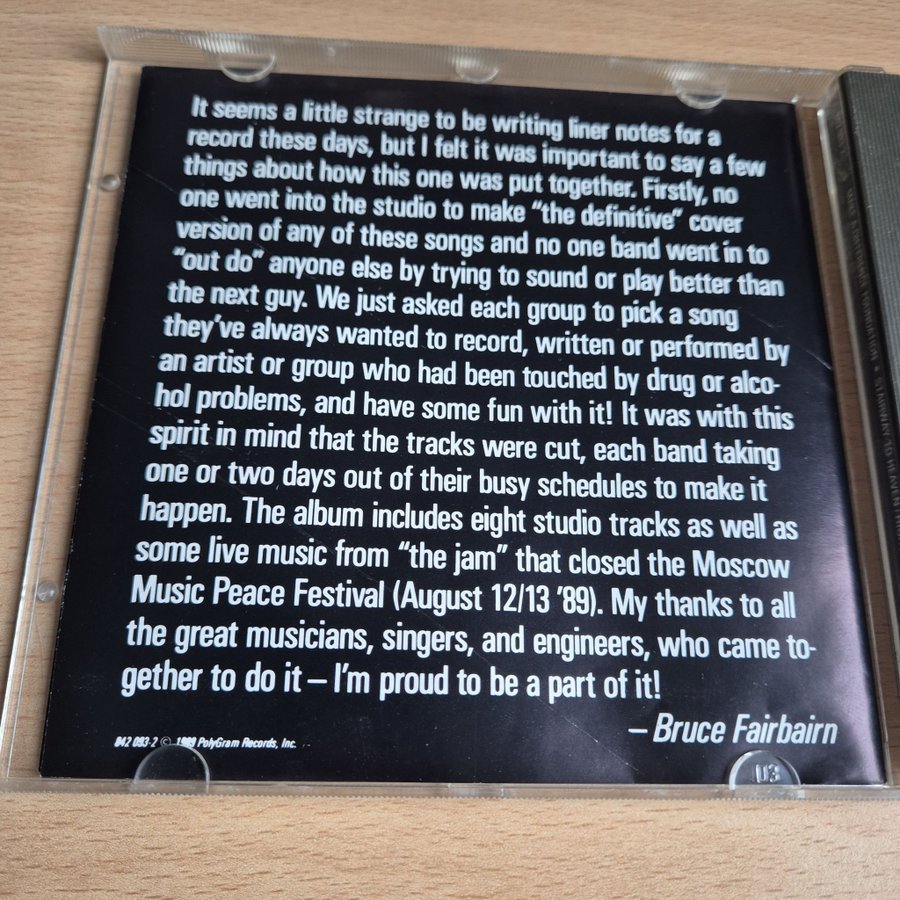 It seems a little strange to be writing liner notes for a
record these days, but I felt it was important to say a few
things about how this one was put together. Firstly, no
one went into the studio to make “the definitive” cover
version of any of these songs and no one band went in to
“out do” anyone else by trying to sound or play better than
the next guy. We just asked each group to pick a song
they’ve always wanted to record, written or performed by
an artist or group who had been touched by drug or alco-
hol problems, and have some fun with it! It was with this
spirit in mind that the tracks were cut, each band taking
one or two days out of their busy schedules to make it
happen. The album includes eight studio tracks as well as
some live music from “the jam” that closed the Moscow
Music Peace Festival (August 12/13 ’89). My thanks to all
the great musicians, singers, and engineers, who came to-
gether to do it – I’m proud to be a part of it!
– Bruce Fairbairn
842 093-2 © 1989 PolyGram Records, Inc.
U3
FOUNDATION • STAIRWAY TO HEAVEN